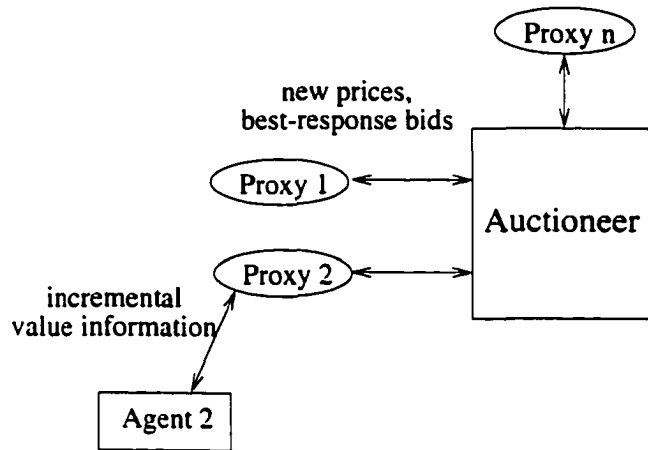 Proxy n
new prices,
best-response bids
Proxy 1
Auctioneer
Proxy 2
incremental
value information
Agent 2